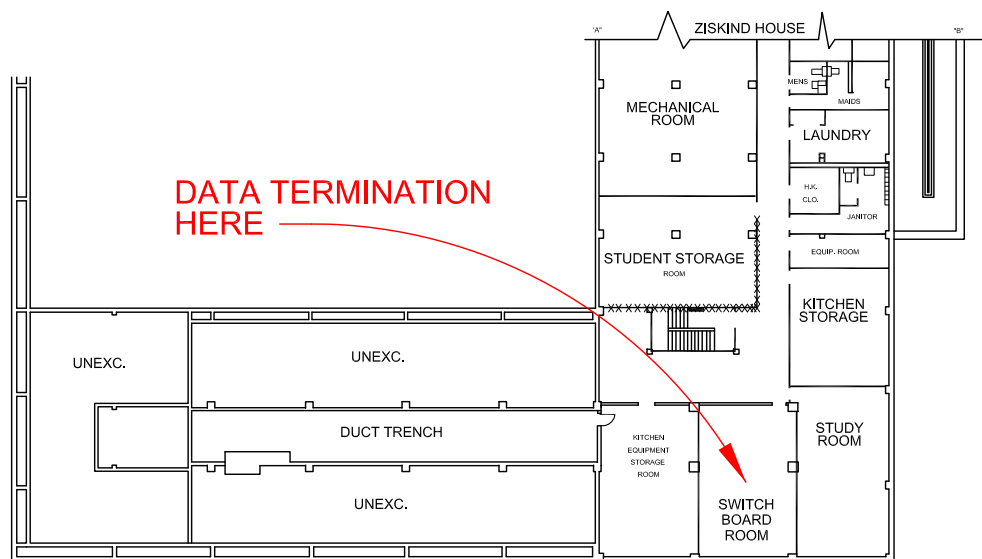 'A"
ZISKIND HOUSE
"B"
MENS
MAIDS
MECHANICAL
ROOM
LAUNDRY
DATA TERMINATION
HERE
H.K.
CLO.
JANITOR
STUDENT STORAGE
ROOM
EQUIP. ROOM
KITCHEN
STORAGE
UNEXC.
UNEXC.
DUCT TRENCH
KITCHEN
EQUIPMENT
STORAGE
ROOM
STUDY
ROOM
UNEXC.
SWITCH
BOARD
ROOM